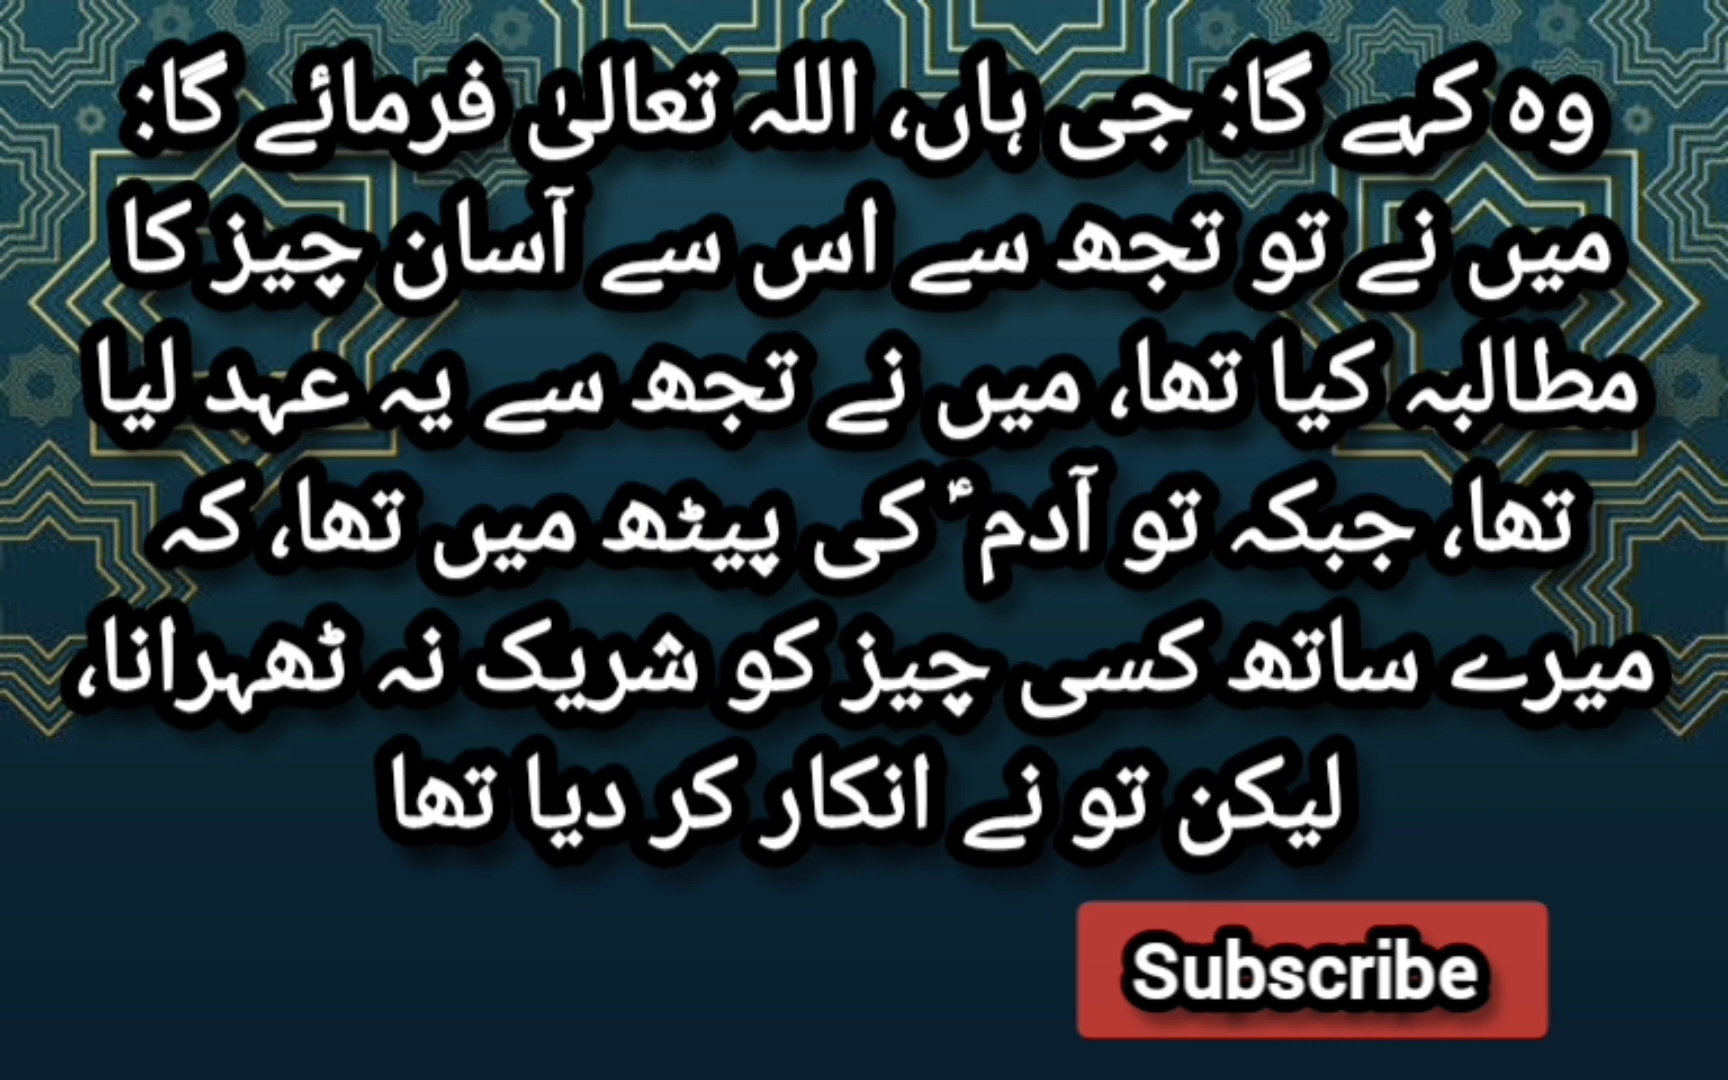 وہ کہے گا: جی ہاں، اللہ تعالیٰ فرمائے گا:
میں نے تو تجھ سے اس سے آسان چیز کا
مطالبہ کیا تھا، میں نے تجھ سے یہ عہد لیا
تھا، جبکہ تو آدم ؑ کی پیٹھ میں تھا، کہ
میرے ساتھ کسی چیز کو شریک نہ ٹھہرانا،
لیکن تو نے انکار کر دیا تھا
Subscribe